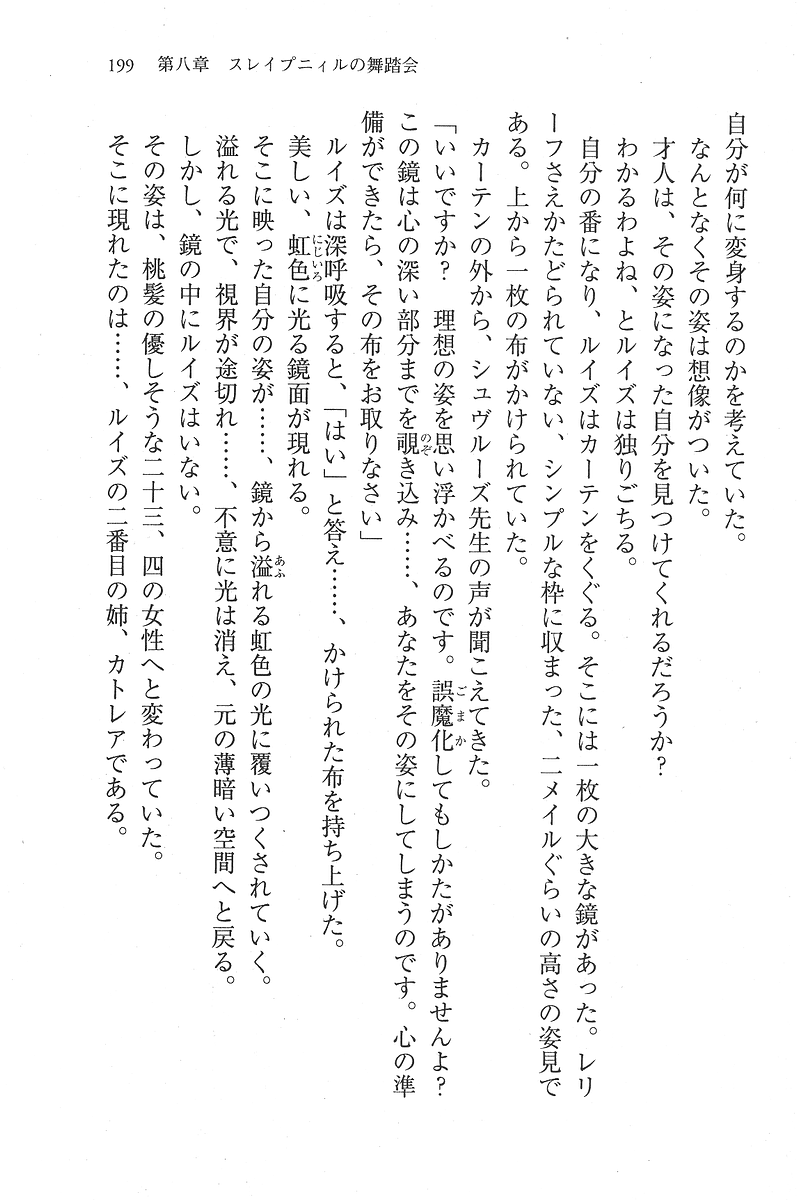 199　第八章　スレイプニィルの舞踏会
自分が何に変身するのかを考えていた。
なんとなくその姿は想像がついた。
才人は、その姿になった自分を見つけてくれるだろうか?
わかるわよね、とルイズは独りごちる。
自分の番になり、ルイズはカーテンをくぐる。そこには一枚の大きな鏡があった。レリ
ーフさえかたどられていない、シンプルな枠に収まった、二メイルぐらいの高さの姿見で
ある。上から一枚の布がかけられていた。
カーテンの外から、シュヴルーズ先生の声が聞こえてきた。
「いいですか?　理想の姿を思い浮かべるのです。誤魔化してもしかたがありませんよ?
この鏡は心の深い部分までを覗き込み……、あなたをその姿にしてしまうのです。心の準
備ができたら、その布をお取りなさい」
ルイズは深呼吸すると、「はい」と答え……、かけられた布を持ち上げた。
美しい、虹色に光る鏡面が現れる。
そこに映った自分の姿が……、鏡から溢れる虹色の光に覆いつくされていく。
溢れる光で、視界が途切れ……、不意に光は消え、元の薄暗い空間へと戻る。
しかし、鏡の中にルイズはいない。
その姿は、桃髪の優しそうな二十三、四の女性へと変わっていた。
そこに現れたのは……、ルイズの二番目の姉、カトレアである。